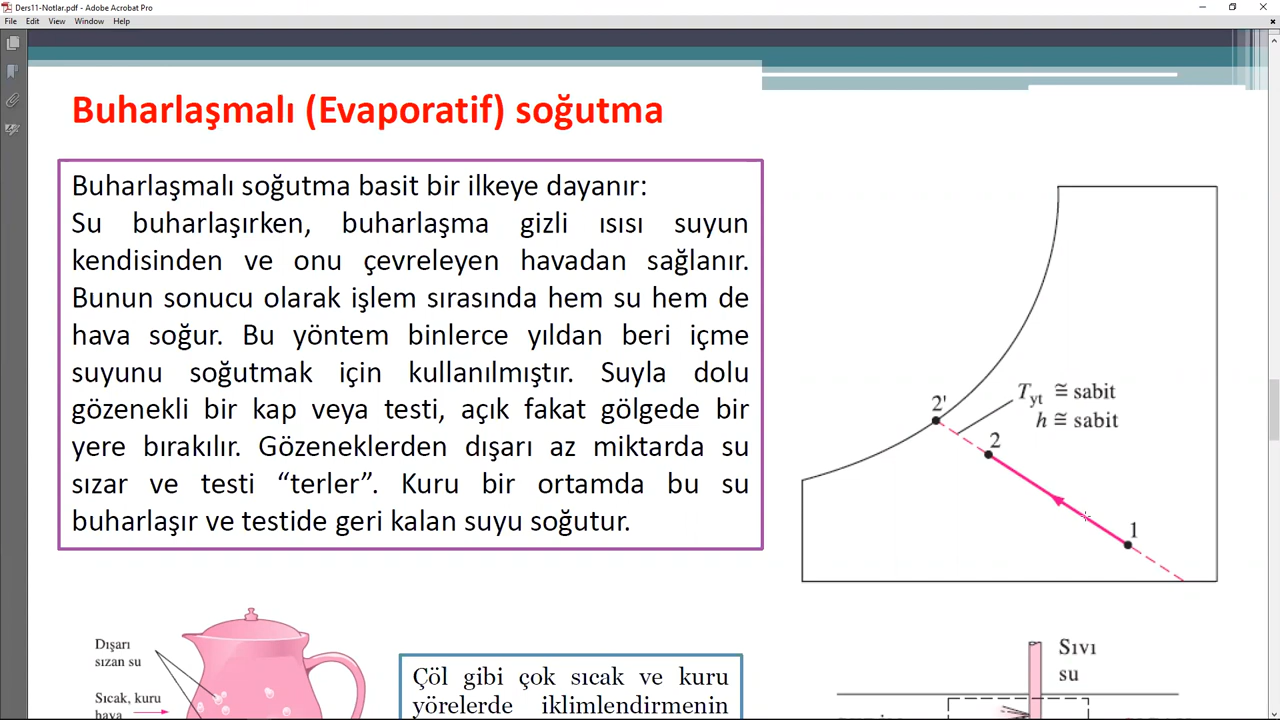 Ders11-Notlar.pdf - Adobe Acrobat Pro
File Edit View Window Help
Buharlaşmalı (Evaporatif) soğutma
Buharlaşmalı soğutma basit bir ilkeye dayanır:
Su buharlaşırken, buharlaşma gizli ısısı suyun
kendisinden ve onu çevreleyen havadan sağlanır.
Bunun sonucu olarak işlem sırasında hem su hem de
hava soğur. Bu yöntem binlerce yıldan beri içme
suyunu soğutmak için kullanılmıştır. Suyla dolu
gözenekli bir kap veya testi, açık fakat gölgede bir
yere bırakılır. Gözeneklerden dışarı az miktarda su
sızar ve testi “terler”. Kuru bir ortamda bu su
buharlaşır ve testide geri kalan suyu soğutur.
2'
Tyt ≅ sabit
h ≅ sabit
2
1
Dışarı
sızan su
Sıcak, kuru
hava
Çöl gibi çok sıcak ve kuru
yörelerde iklimlendirmenin
Sıvı
su